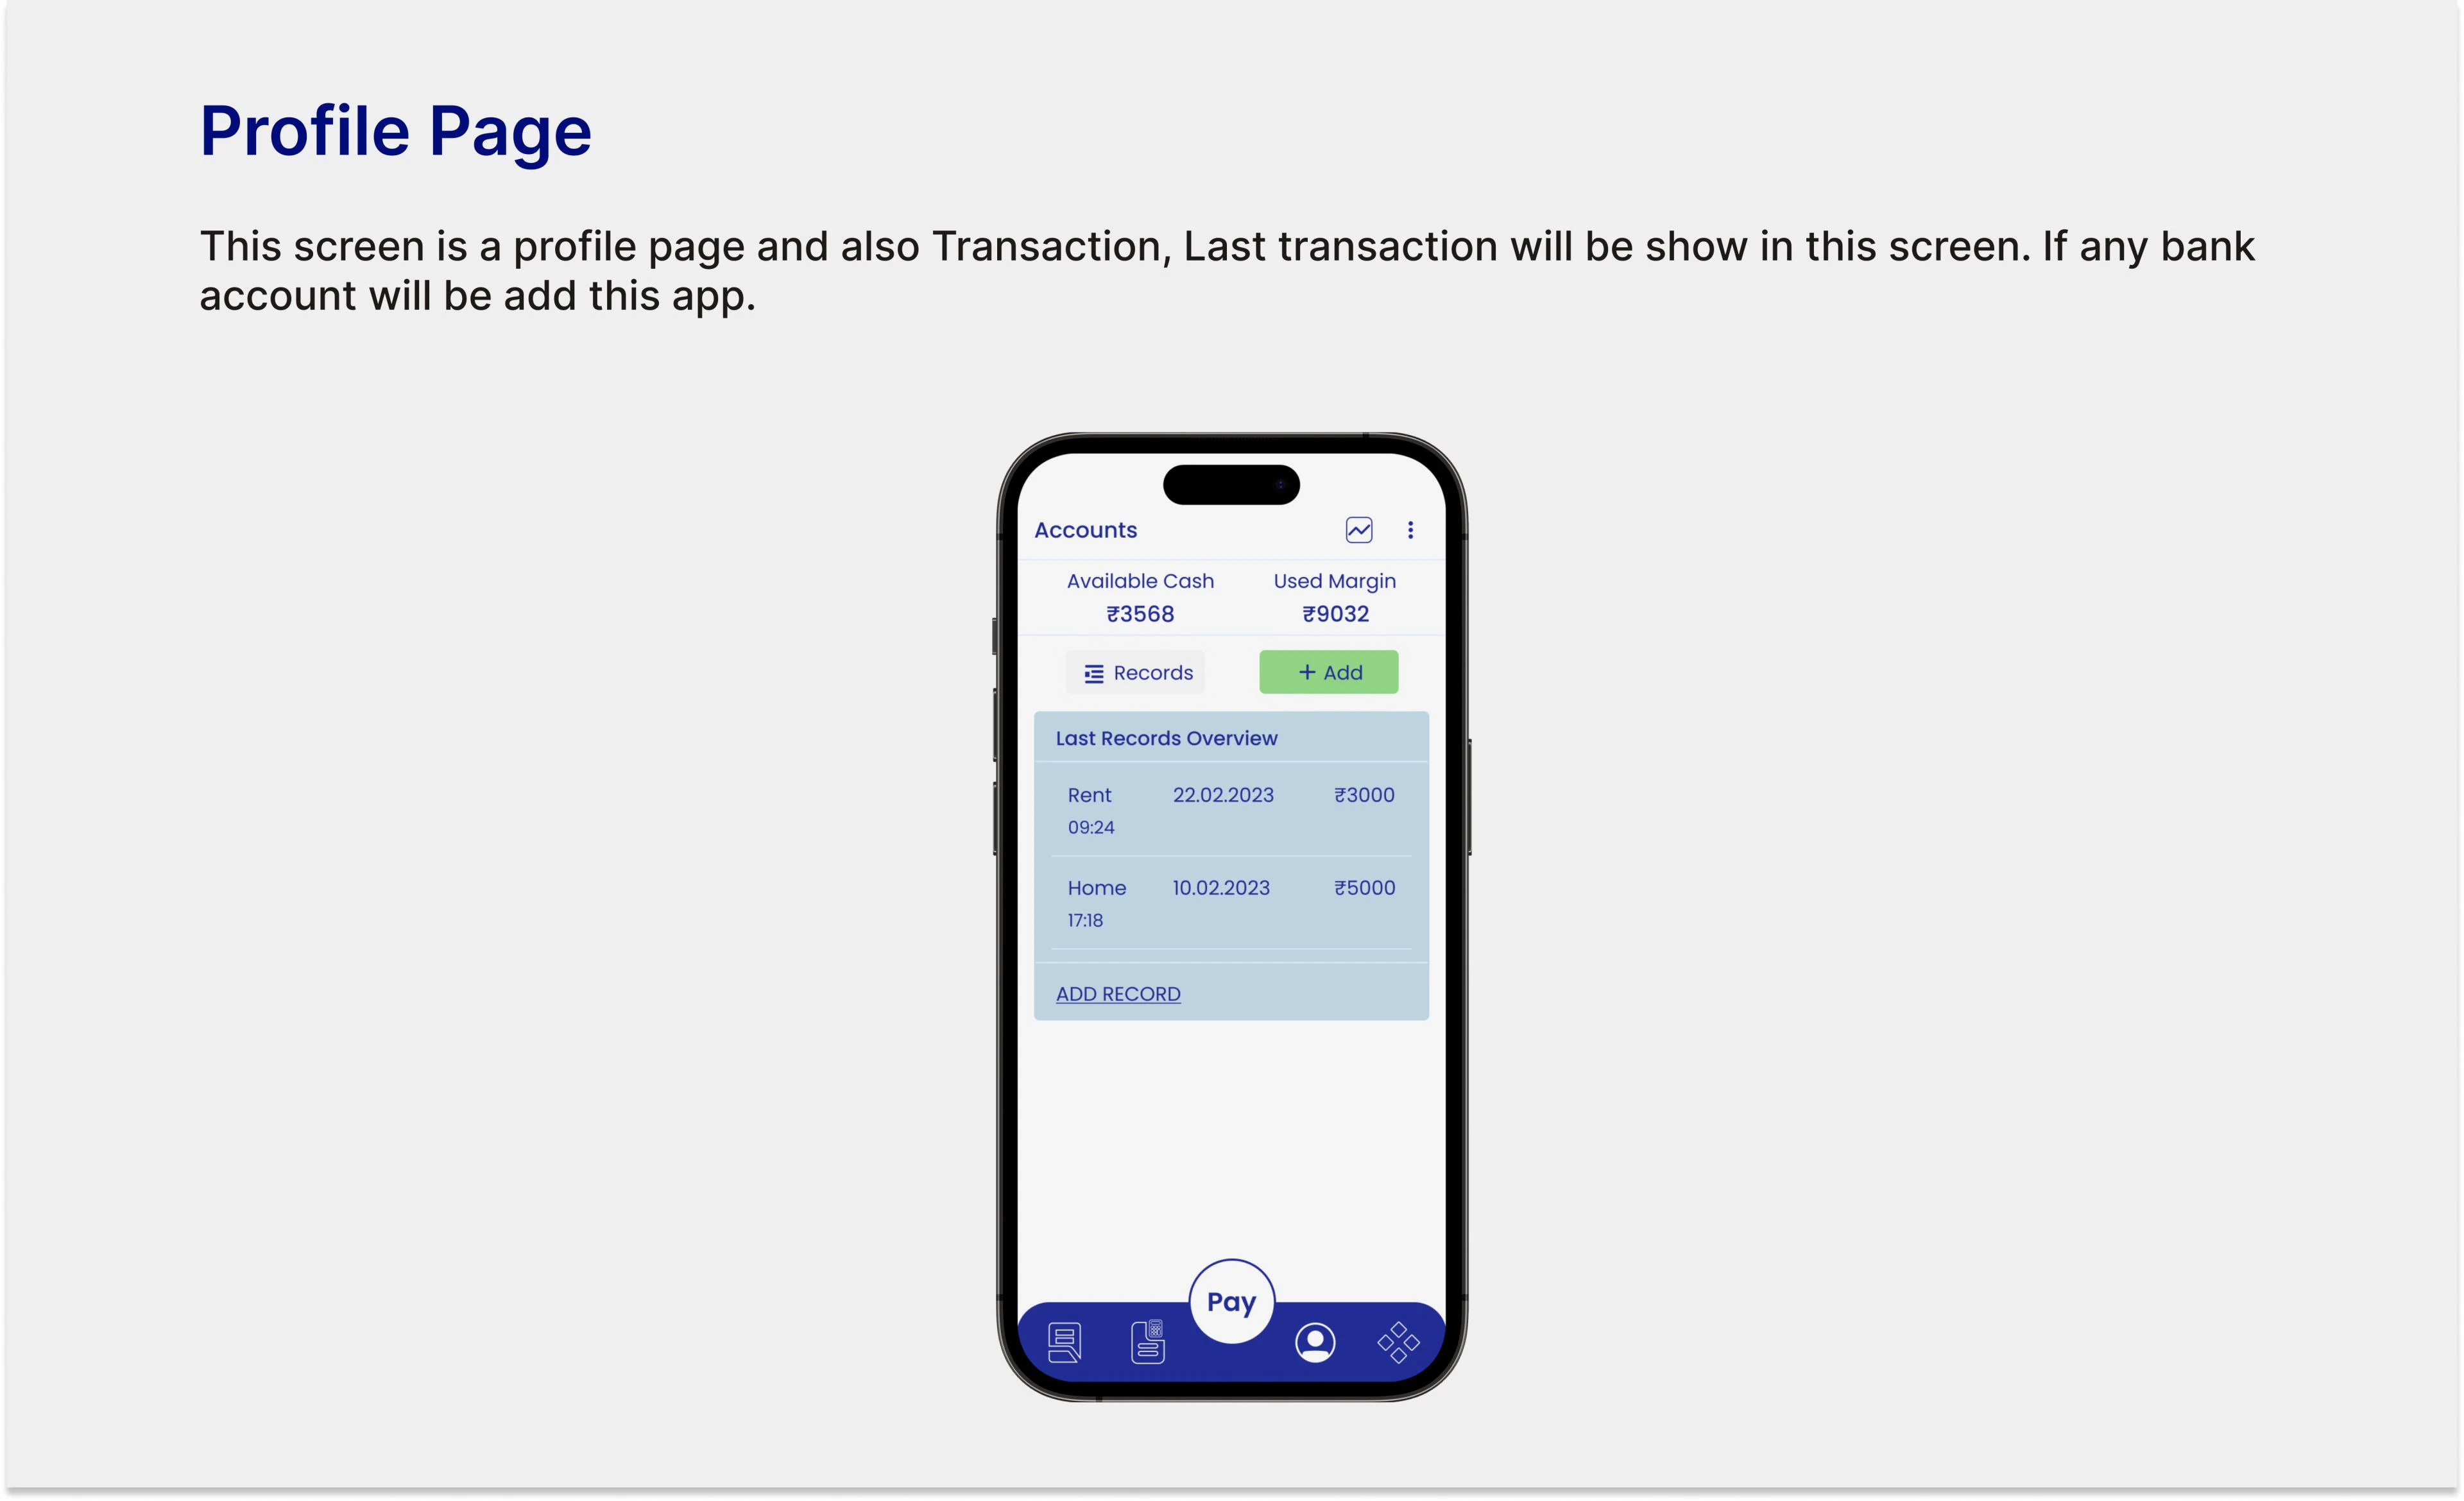 Profile Page
This screen is a profile page and also Transaction, Last transaction will be show in this screen. If any bank
account will be add this app.
Accounts
Available Cash Used Margin
₹3568 ₹9032
Records + Add
Last Records Overview
Rent 22.02.2023 ₹3000
09:24
Home 10.02.2023 ₹5000
17:18
ADD RECORD
Pay